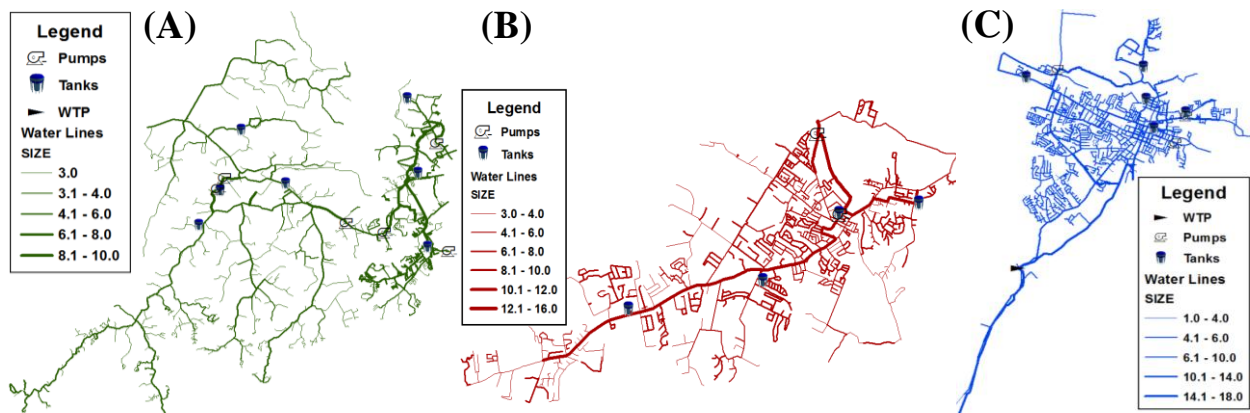 (A)
Legend
Pumps
Tanks
WTP
Water Lines
SIZE
3.0
3.1 - 4.0
4.1 - 6.0
6.1 - 8.0
8.1 - 10.0
(B)
Legend
Pumps
Tanks
Water Lines
SIZE
3.0 - 4.0
4.1 - 6.0
6.1 - 8.0
8.1 - 10.0
10.1 - 12.0
12.1 - 16.0
(C)
Legend
WTP
Pumps
Tanks
Water Lines
SIZE
1.0 - 4.0
4.1 - 6.0
6.1 - 10.0
10.1 - 14.0
14.1 - 18.0